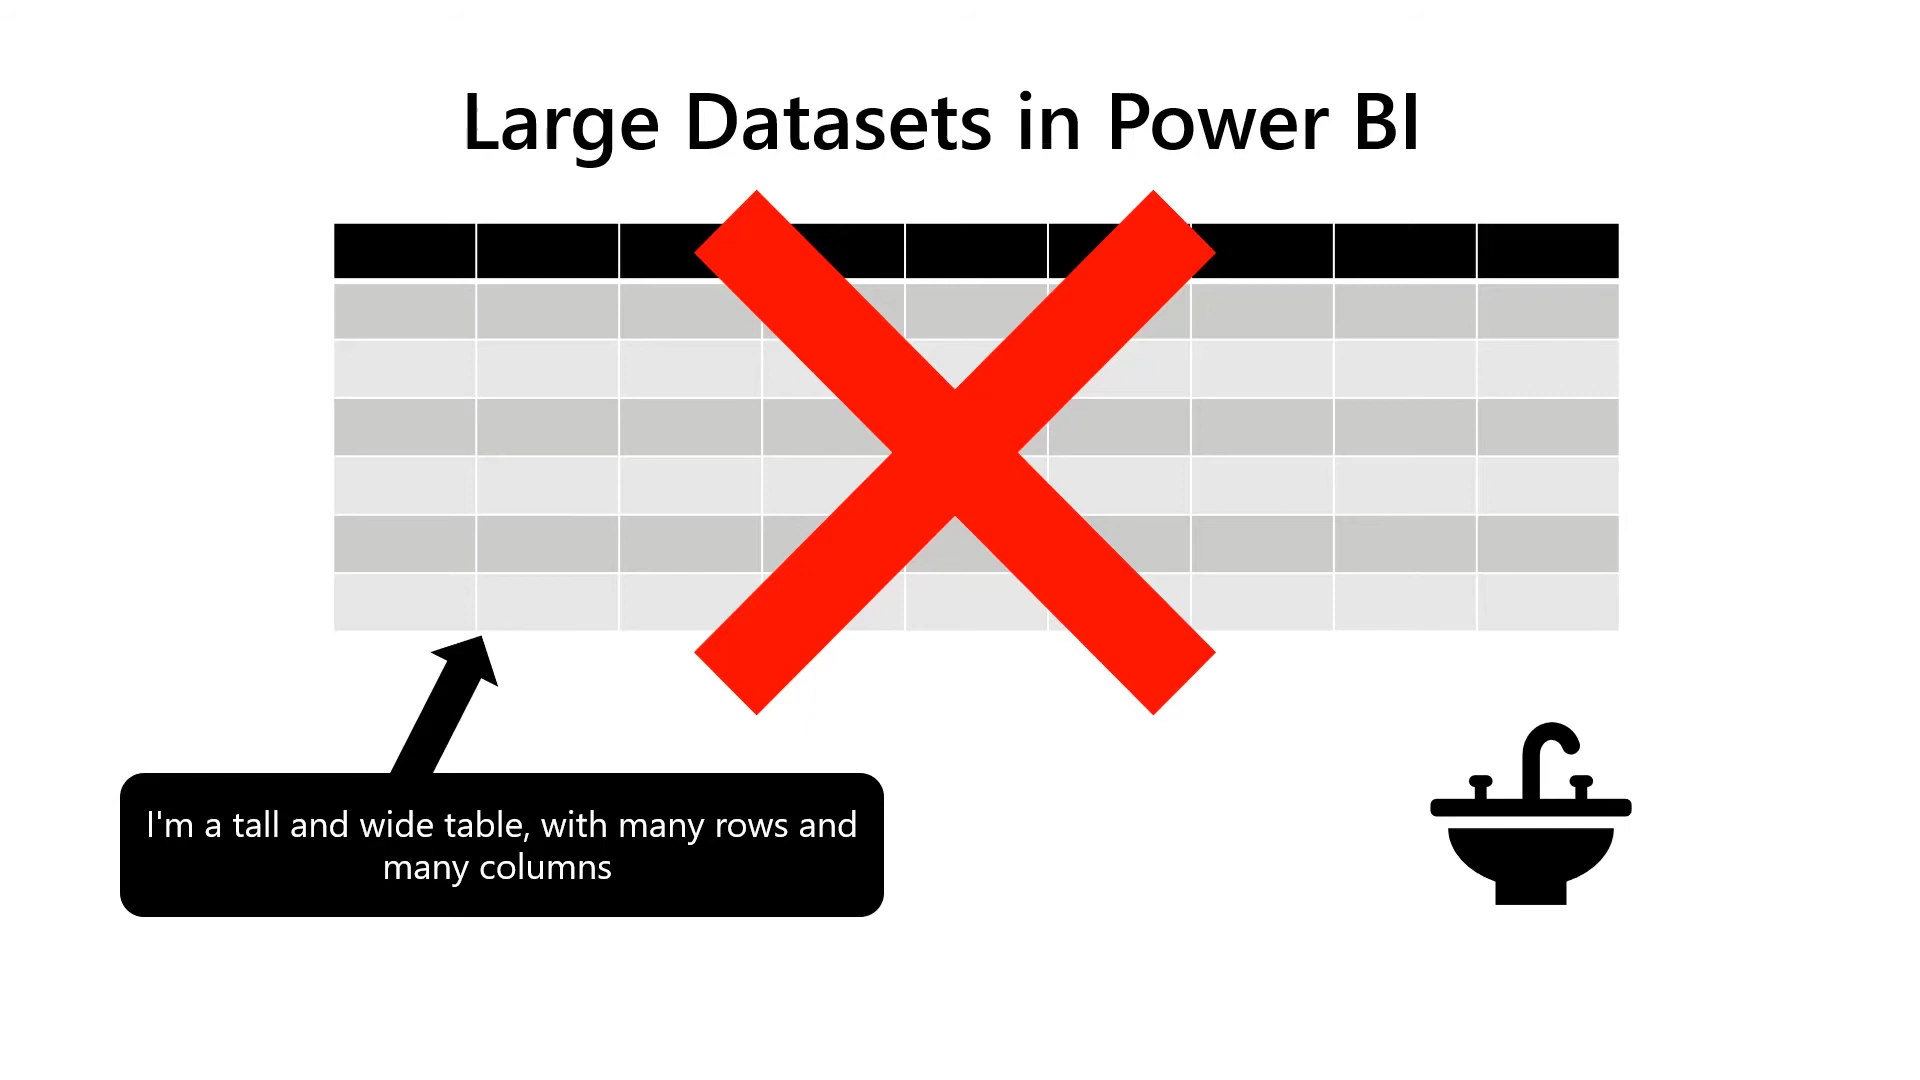 Large Datasets in Power BI
I'm a tall and wide table, with many rows and
many columns